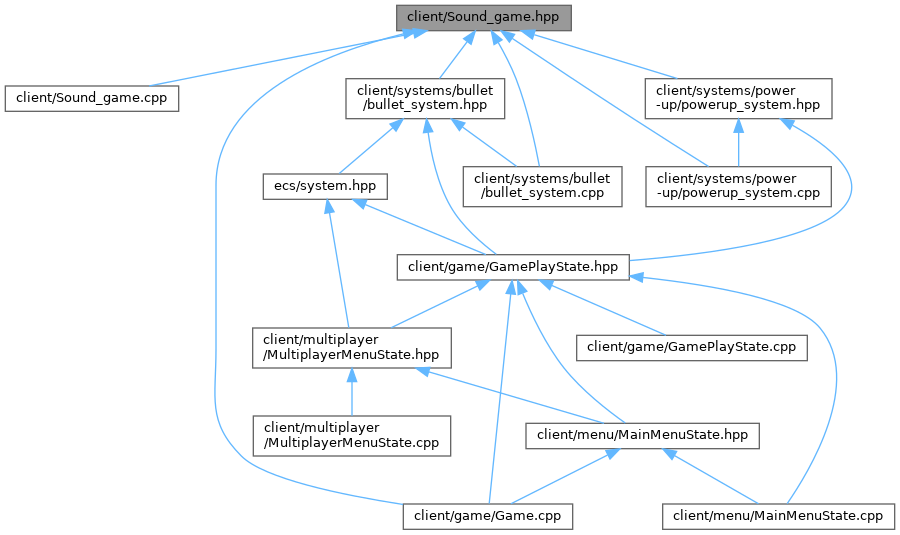 client/Sound_game.hpp
client/Sound_game.cpp
client/systems/bullet
/bullet_system.hpp
client/systems/power
-up/powerup_system.hpp
ecs/system.hpp
client/systems/bullet
/bullet_system.cpp
client/systems/power
-up/powerup_system.cpp
client/game/GamePlayState.hpp
client/multiplayer
/MultiplayerMenuState.hpp
client/game/GamePlayState.cpp
client/multiplayer
/MultiplayerMenuState.cpp
client/menu/MainMenuState.hpp
client/game/Game.cpp
client/menu/MainMenuState.cpp